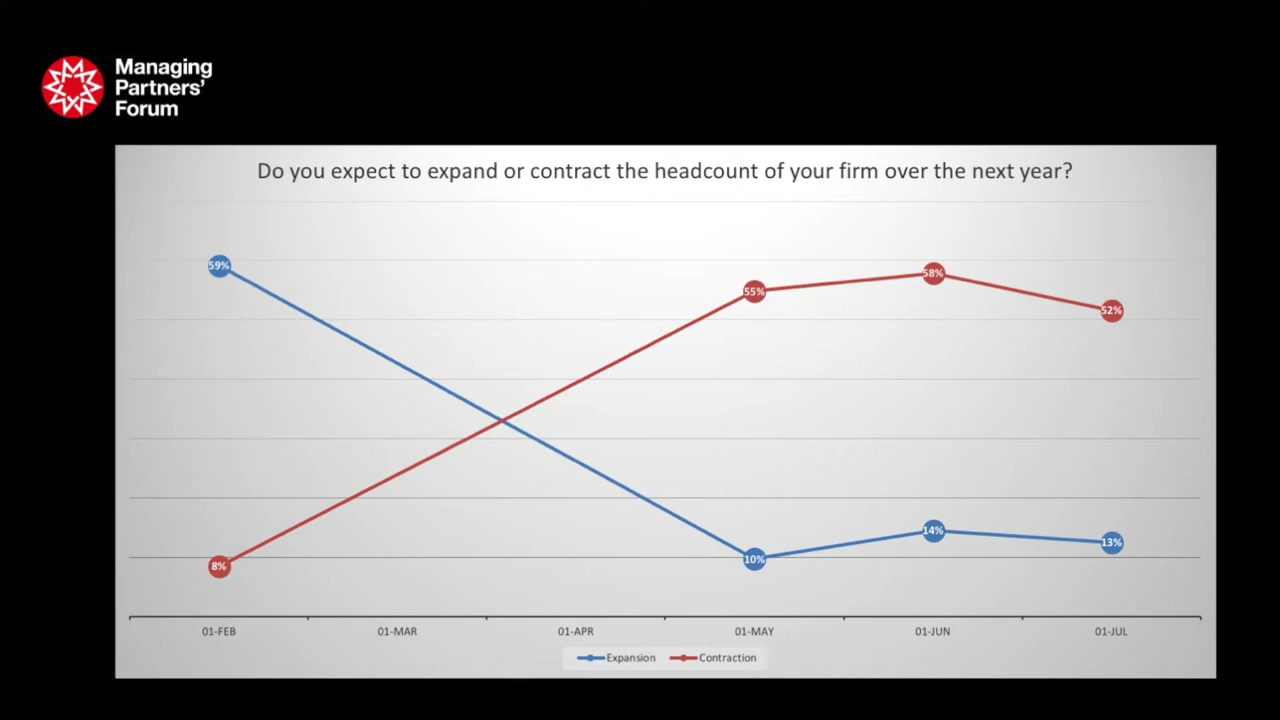 Managing
Partners'
Forum
Do you expect to expand or contract the headcount of your firm over the next year?
59%
58%
55%
52%
14%
13%
10%
8%
01-FEB 01-MAR 01-APR 01-MAY 01-JUN 01-JUL
Expansion Contraction